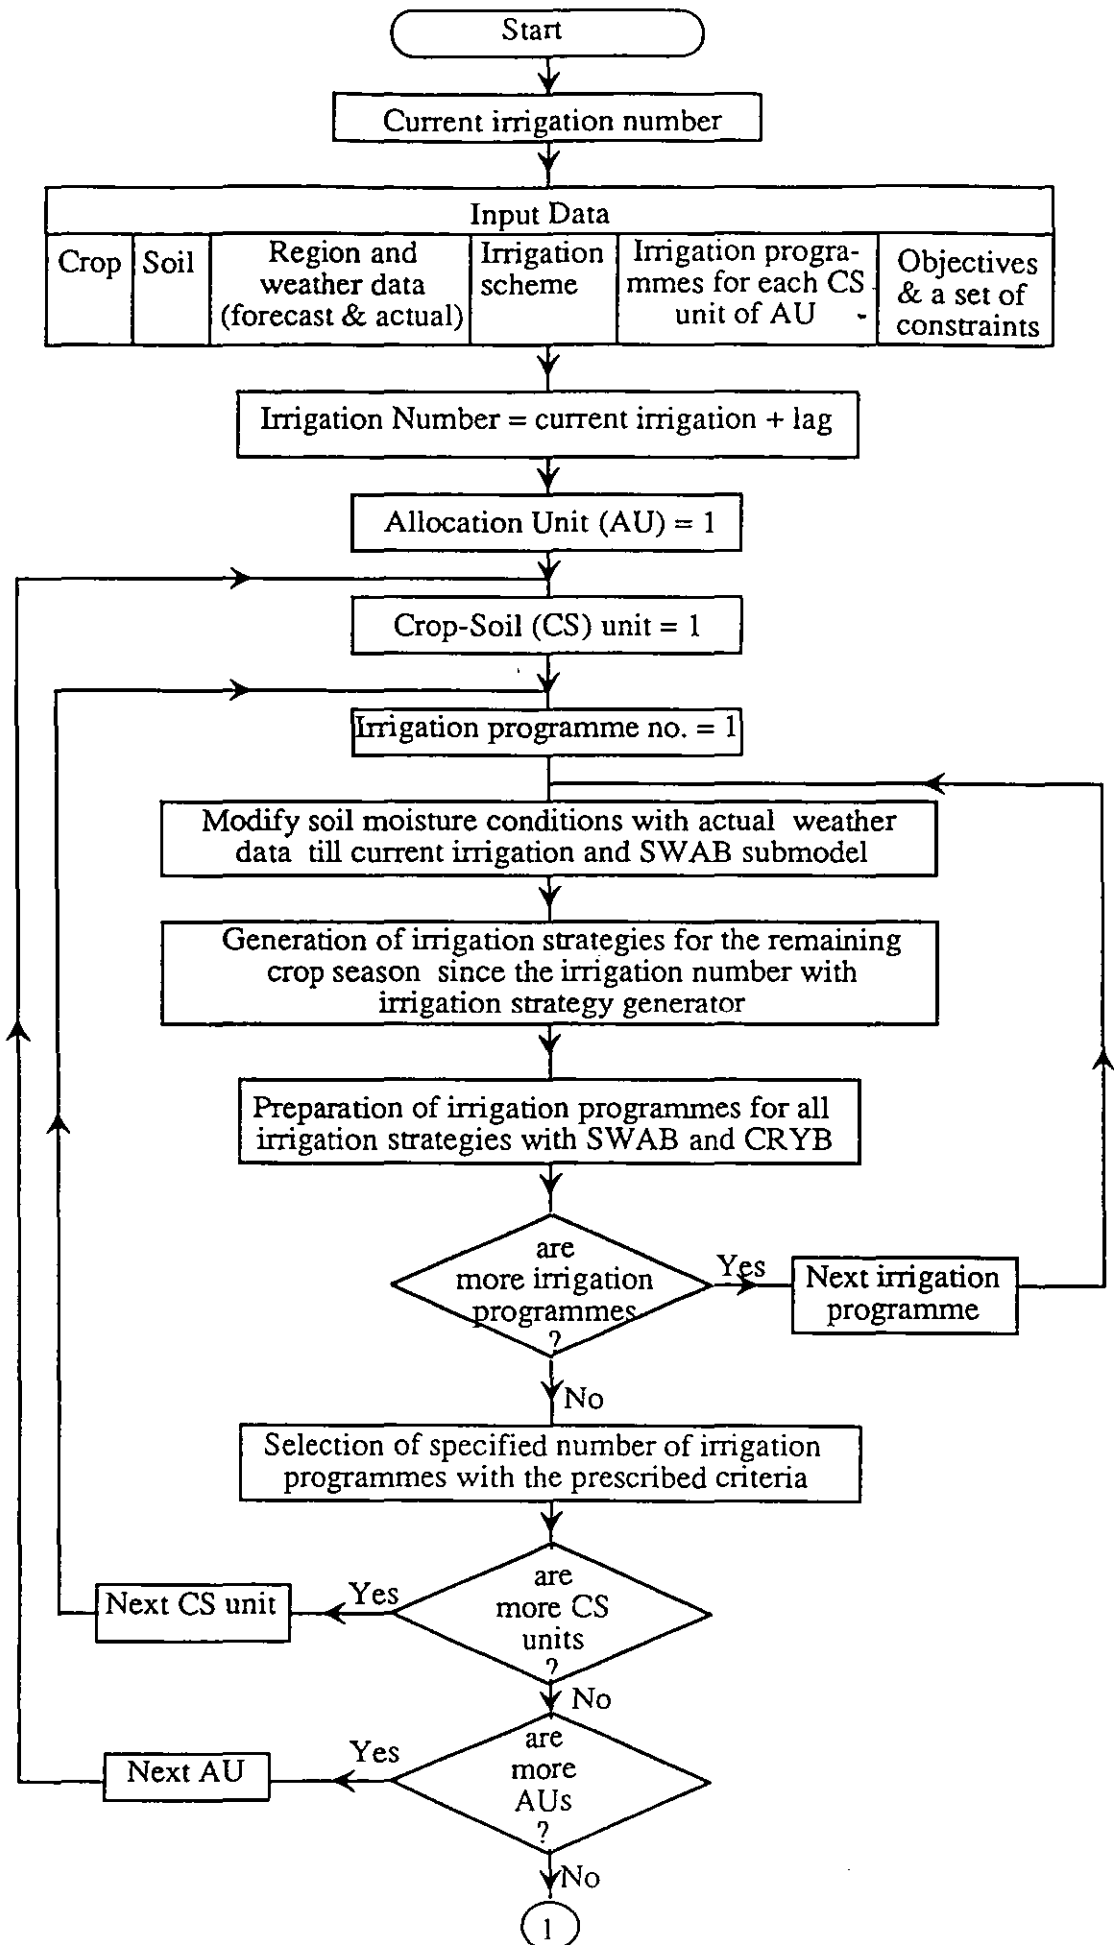 Start
Current irrigation number
Input Data
Crop
Soil
Region and
weather data
(forecast & actual)
Irrigation
scheme
Irrigation progra-
mmes for each CS
unit of AU
Objectives
& a set of
constraints
Irrigation Number = current irrigation + lag
Allocation Unit (AU) = 1
Crop-Soil (CS) unit = 1
Irrigation programme no. = 1
Modify soil moisture conditions with actual weather
data till current irrigation and SWAB submodel
Generation of irrigation strategies for the remaining
crop season since the irrigation number with
irrigation strategy generator
Preparation of irrigation programmes for all
irrigation strategies with SWAB and CRYB
are
more irrigation
programmes
?
Yes
Next irrigation
programme
No
Selection of specified number of irrigation
programmes with the prescribed criteria
are
more CS
units
?
Yes
Next CS unit
No
are
more
AUs
?
Yes
Next AU
No
1